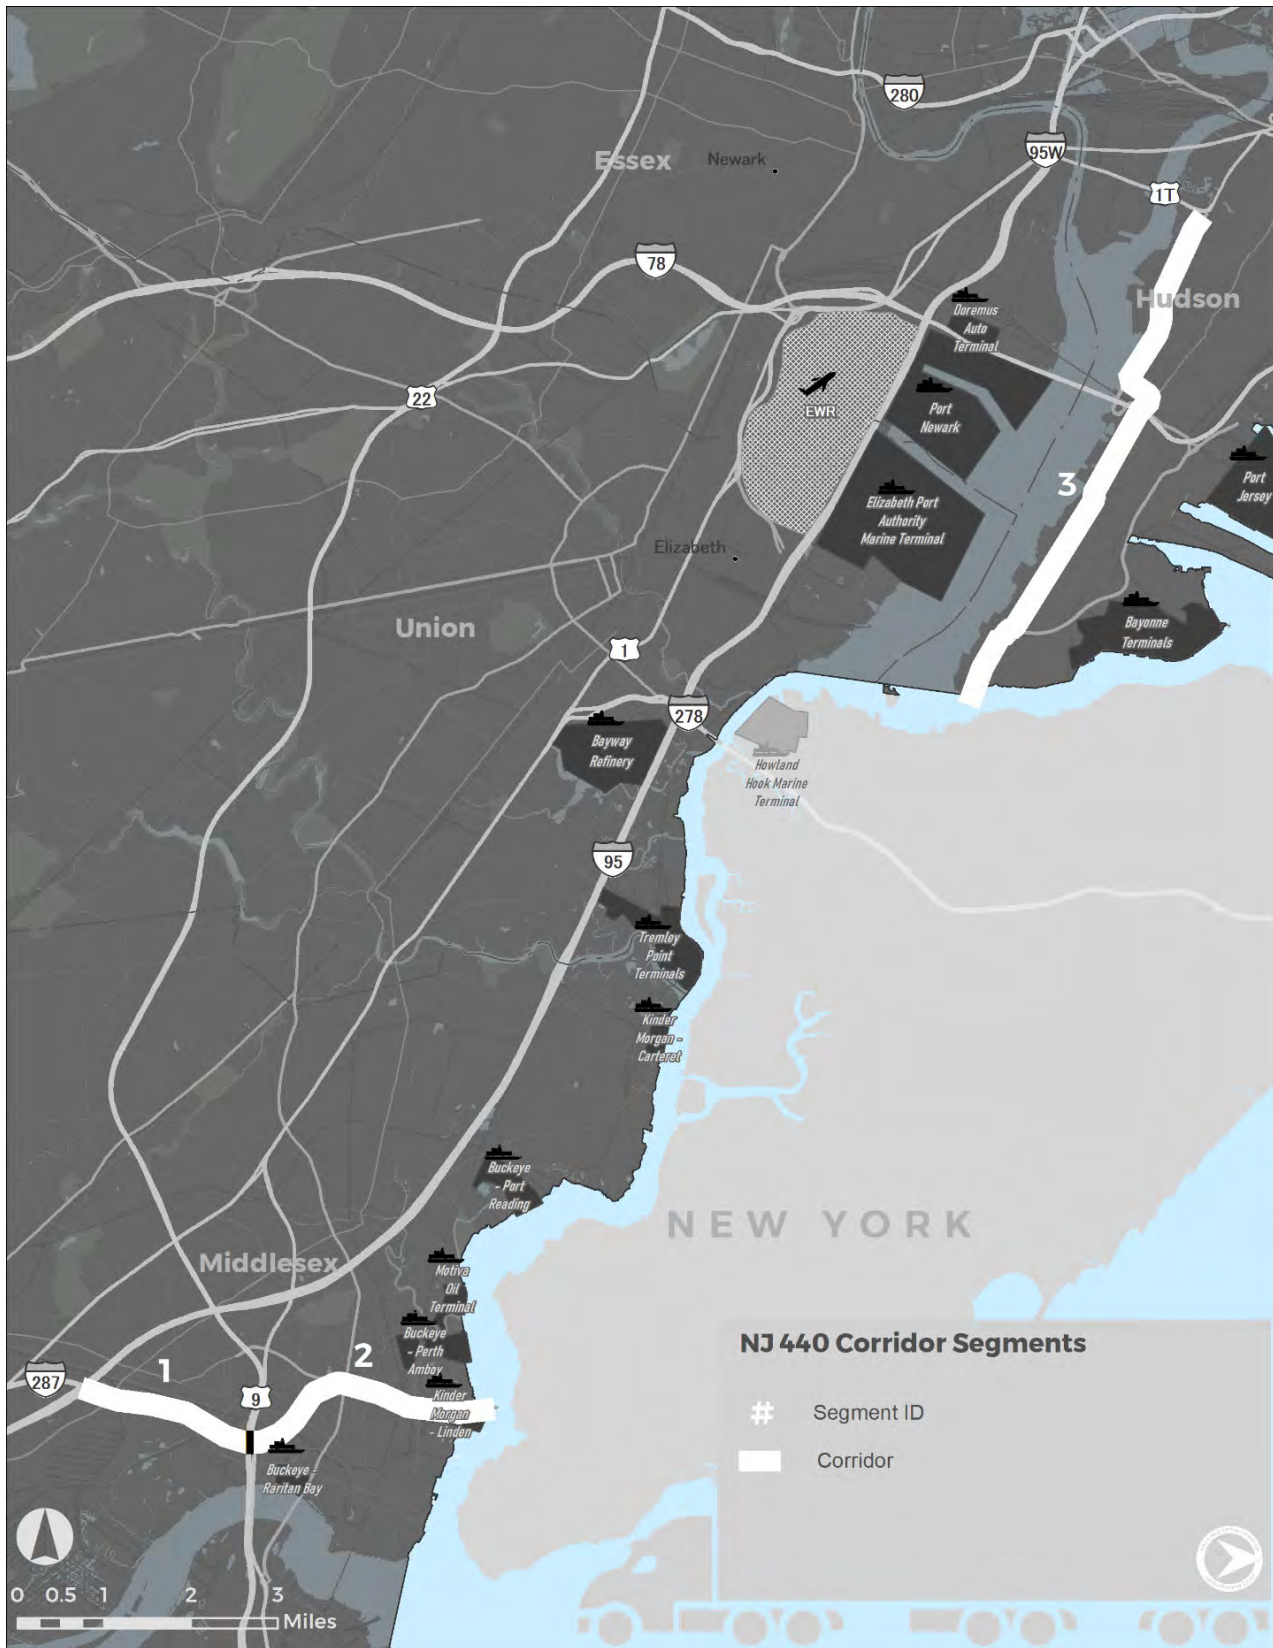 280
Essex
Newark
95W
1T
78
Hudson
Doremus
Auto
Terminal
22
EWR
Port
Newark
3
Port
Jersey
Elizabeth Port
Authority
Marine Terminal
Elizabeth
Bayonne
Terminals
Union
1
278
Bayway
Refinery
Howland
Hook Marine
Terminal
95
Tremley
Point
Terminals
Kinder
Morgan -
Carteret
Buckeye
- Port
Reading
NEW YORK
Middlesex
Motiva
Oil
Terminal
Buckeye
- Perth
Amboy
1
2
287
9
Kinder
Morgan
- Linden
Buckeye -
Raritan Bay
NJ 440 Corridor Segments
# Segment ID
Corridor
0 0.5 1 2 3
Miles